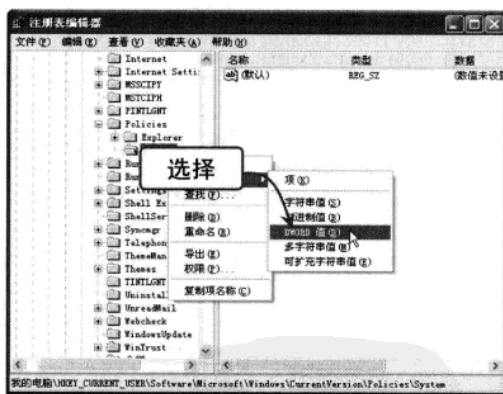 注册表编辑器
文件(F) 编辑(E) 查看(V) 收藏夹(A) 帮助(H)
名称 类型 数据
Internet
Internet Setti:
MSSCIPY
MSTCIPH
PINTLGNT
Policies
Explorer
Ru
Ru
Settings
Shell Ex
ShellSer
Syncmgr
Telephon
ThemeMan
Themes
TINTLGNT
Uninstal
UnreadMail
Webcheck
WindowsUpdate
WinTrust
ab (默认) REG_SZ (数值未设
选择
查找(F)...
删除(D)
重命名(R)
导出(E)
权限(P)...
复制项名称(C)
项(K)
字符串值(S)
进制值(B)
DWORD 值(D)
多字符串值(M)
可扩充字符串值(E)
我的电脑\HKEY_CURRENT_USER\Software\Microsoft\Windows\CurrentVersion\Policies\System